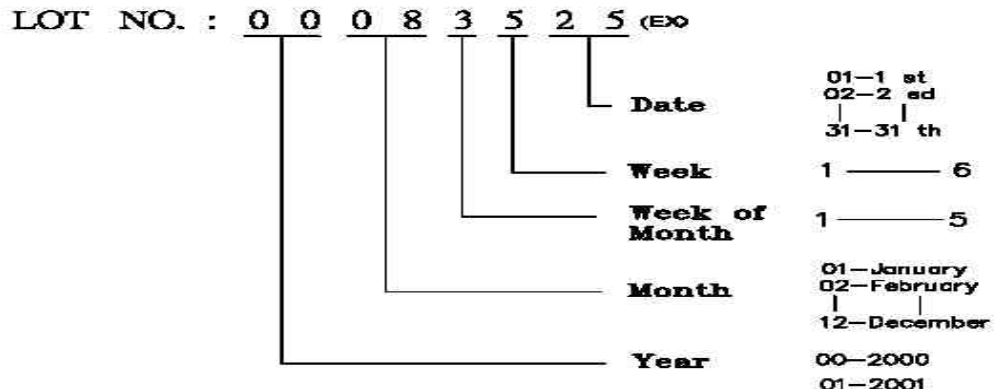 LOT NO. : 0 0 0 8 3 5 2 5 (EX)
Date
01-1 st
02-2 ed
31-31 th
Week
1 6
Week of
Month
1 5
Month
01-January
02-February
12-December
Year
00-2000
01-2001